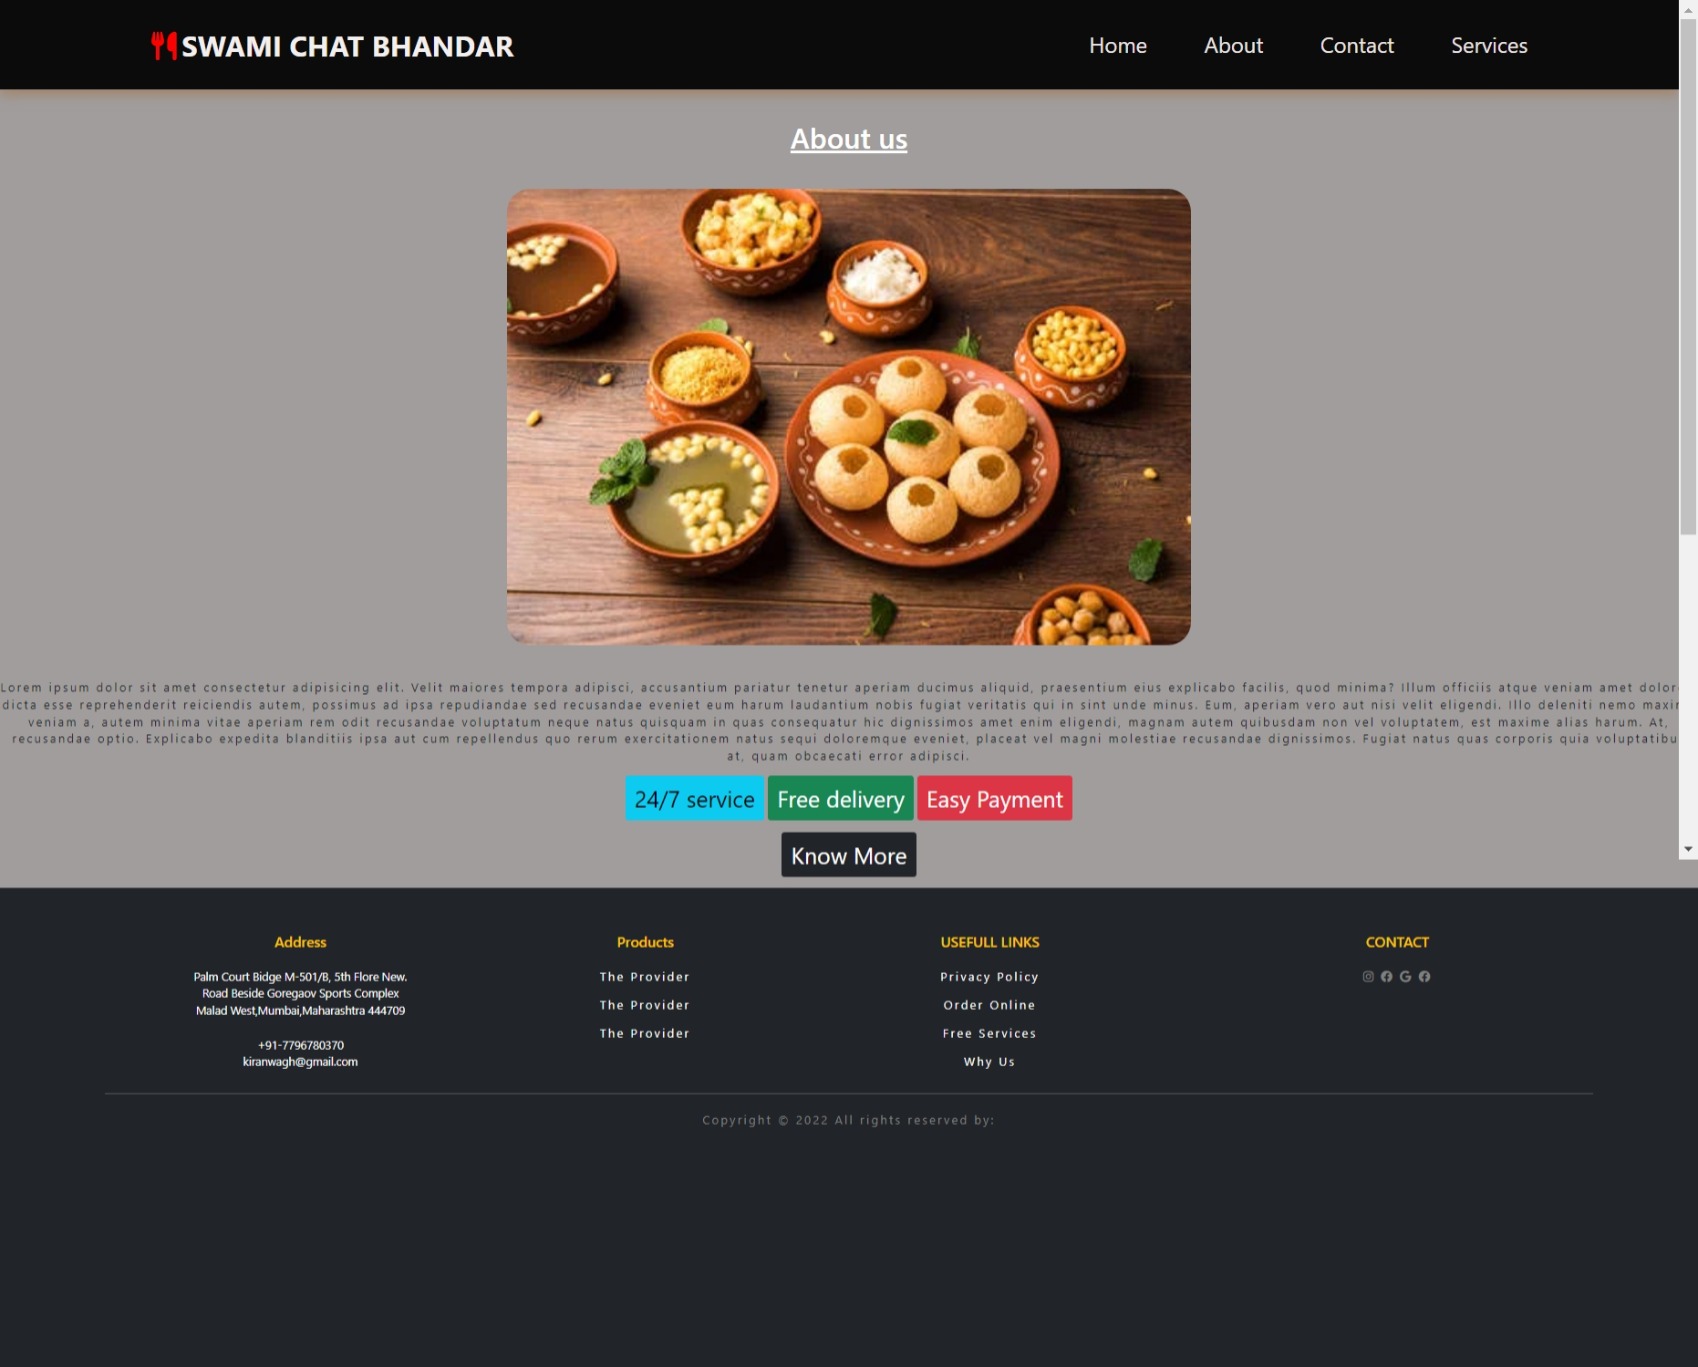 SWAMI CHAT BHANDAR
Home About Contact Services
About us
Lorem ipsum dolor sit amet consectetur adipisicing elit. Velit maiores tempora adipisci, accusantium pariatur tenetur aperiam ducimus aliquid, praesentium eius explicabo facilis, quod minima? Illum officiis atque veniam amet dolor
dicta esse reprehenderit reiciendis autem, possimus ad ipsa repudiandae sed recusandae eveniet eum harum laudantium nobis fugiat veritatis qui in sint unde minus. Eum, aperiam vero aut nisi velit eligendi. Illo deleniti nemo
veniam a, autem minima vitae aperiam rem odit recusandae voluptatum neque natus quisquam in quas consequatur hic dignissimos amet enim eligendi, magnam autem quibusdam non vel voluptatem, est maxime alias harum. At,
recusandae optio. Explicabo expedita blanditiis ipsa aut cum repellendus quo rerum exercitationem natus sequi doloremque eveniet, placeat vel magni molestiae recusandae dignissimos. Fugiat natus quas corporis quia
at, quam obcaecati error adipisci.
24/7 service Free delivery Easy Payment
Know More
Address
Palm Court Bidge M-501/B, 5th Flore New.
Road Beside Goregaov Sports Complex
Malad West,Mumbai,Maharashtra 444709
+91-7796780370
kiranwagh@gmail.com
Products
The Provider
The Provider
The Provider
USEFULL LINKS
Privacy Policy
Order Online
Free Services
Why Us
CONTACT
Copyright © 2022 All rights reserved by: